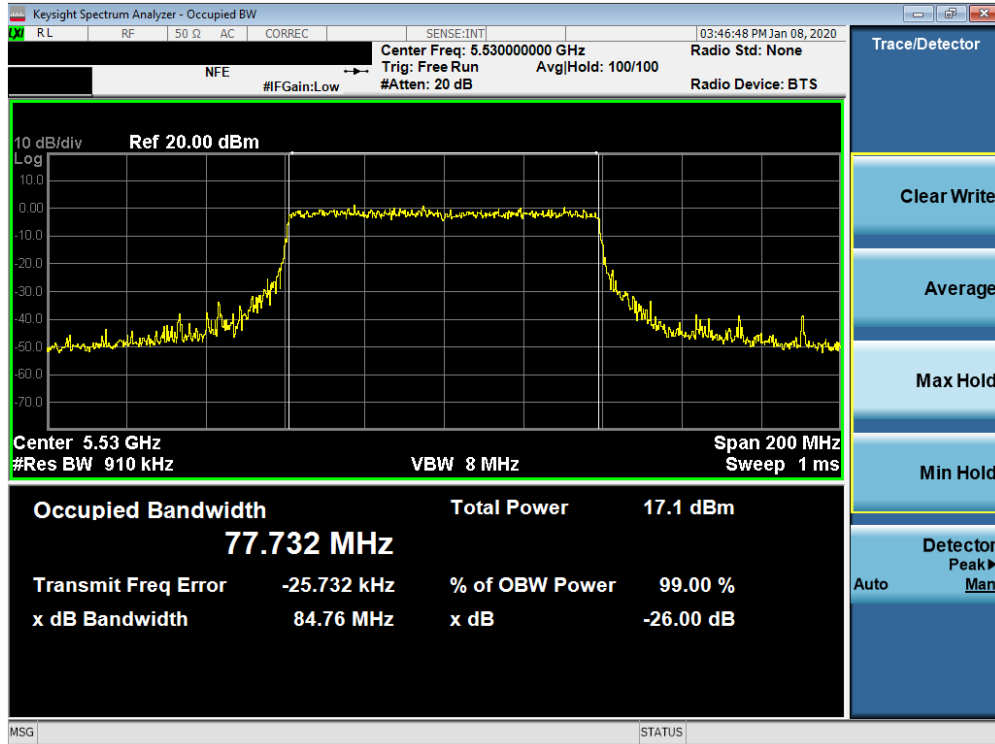 Keysight Spectrum Analyzer - Occupied BW
LXI RL RF 50 Ω AC CORREC SENSE:INT 03:46:48 PM Jan 08, 2020
Center Freq: 5.530000000 GHz Radio Std: None
NFE Trig: Free Run Avg|Hold: 100/100
#IFGain:Low #Atten: 20 dB Radio Device: BTS
Trace/Detector
10 dB/div Ref 20.00 dBm
Log
10.0
0.00
-10.0
-20.0
-30.0
-40.0
-50.0
-60.0
-70.0
Center 5.53 GHz Span 200 MHz
#Res BW 910 kHz VBW 8 MHz Sweep 1 ms
Occupied Bandwidth Total Power 17.1 dBm
77.732 MHz
Transmit Freq Error -25.732 kHz % of OBW Power 99.00 %
x dB Bandwidth 84.76 MHz x dB -26.00 dB
Clear Write
Average
Max Hold
Min Hold
Detector
Peak▶
Auto Man
MSG STATUS